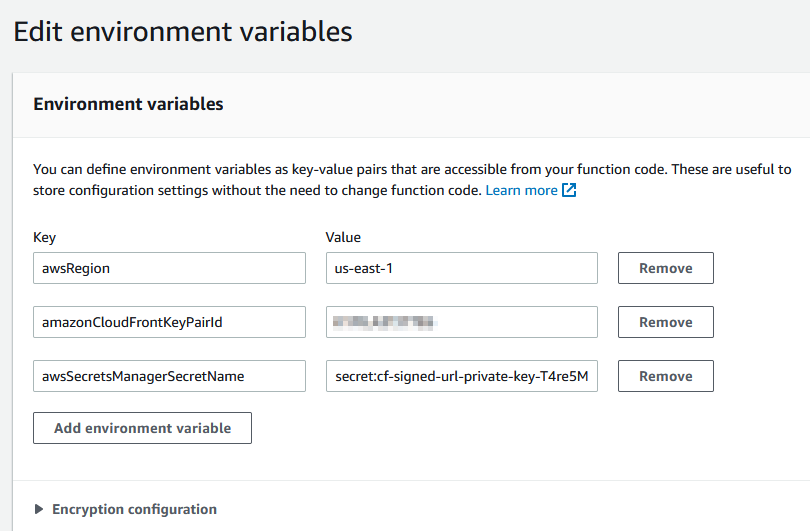 Edit environment variables
Environment variables
You can define environment variables as key-value pairs that are accessible from your function code. These are useful to
store configuration settings without the need to change function code. Learn more
Key Value
awsRegion us-east-1 Remove
amazonCloudFrontKeyPairId Remove
awsSecretsManagerSecretName secret:cf-signed-url-private-key-T4re5M Remove
Add environment variable
Encryption configuration